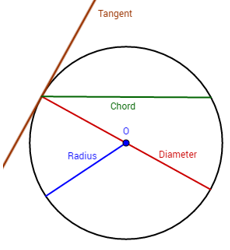 Tangent
Chord
O
Radius
Diameter